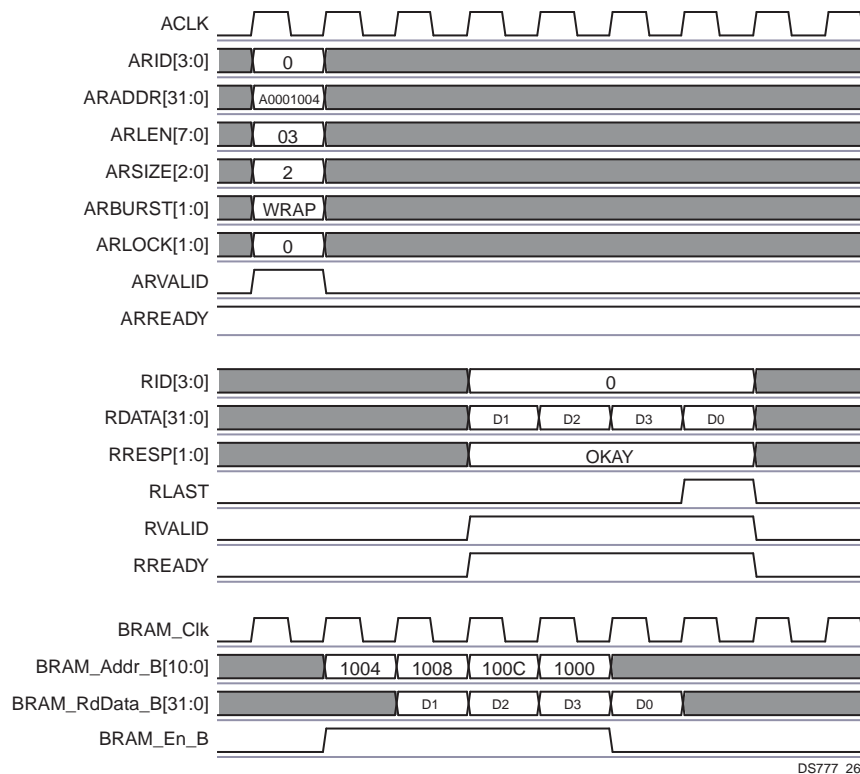 ACLK
ARID[3:0] 0
ARADDR[31:0] A0001004
ARLEN[7:0] 03
ARSIZE[2:0] 2
ARBURST[1:0] WRAP
ARLOCK[1:0] 0
ARVALID
ARREADY
RID[3:0] 0
RDATA[31:0] D1 D2 D3 D0
RRESP[1:0] OKAY
RLAST
RVALID
RREADY
BRAM_Clk
BRAM_Addr_B[10:0] 1004 1008 100C 1000
BRAM_RdData_B[31:0] D1 D2 D3 D0
BRAM_En_B
DS777_26